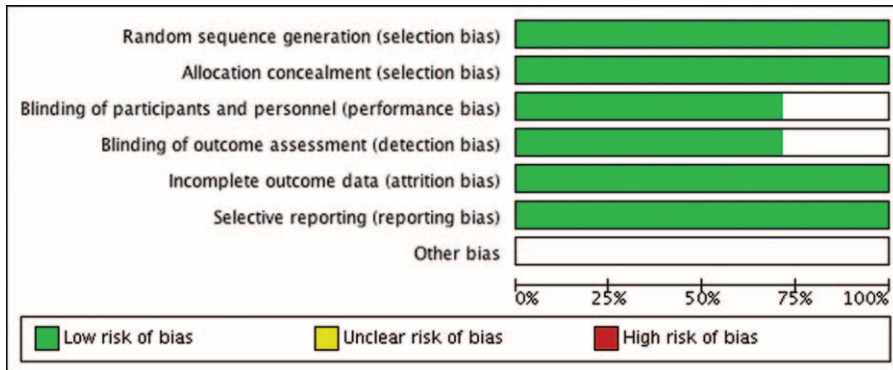 Random sequence generation (selection bias)
Allocation concealment (selection bias)
Blinding of participants and personnel (performance bias)
Blinding of outcome assessment (detection bias)
Incomplete outcome data (attrition bias)
Selective reporting (reporting bias)
Other bias
0% 25% 50% 75% 100%
Low risk of bias Unclear risk of bias High risk of bias